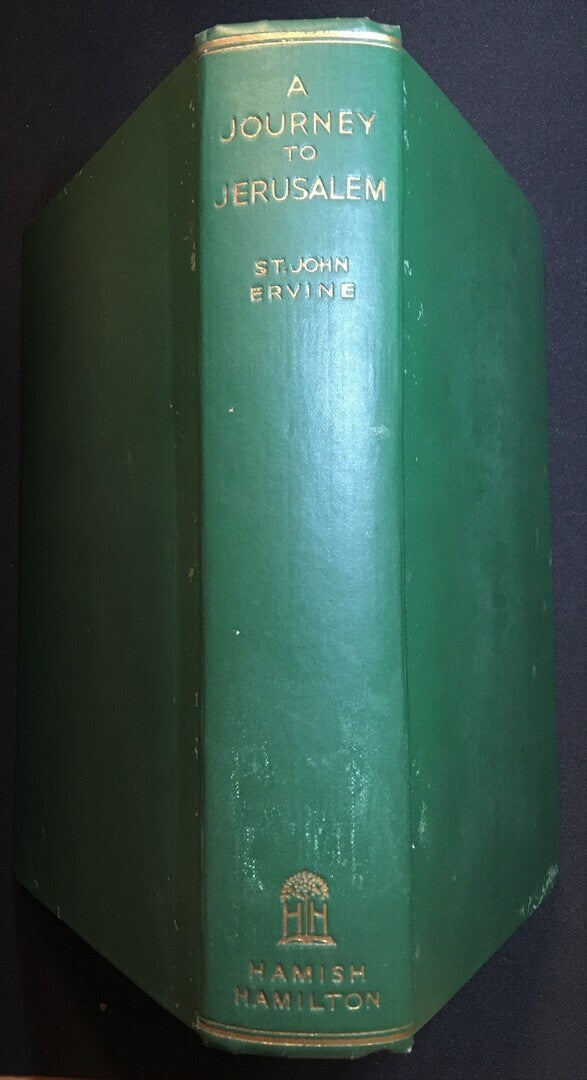 A
JOURNEY
TO
JERUSALEM
ST. JOHN
ERVINE
HH
HAMISH
HAMILTON